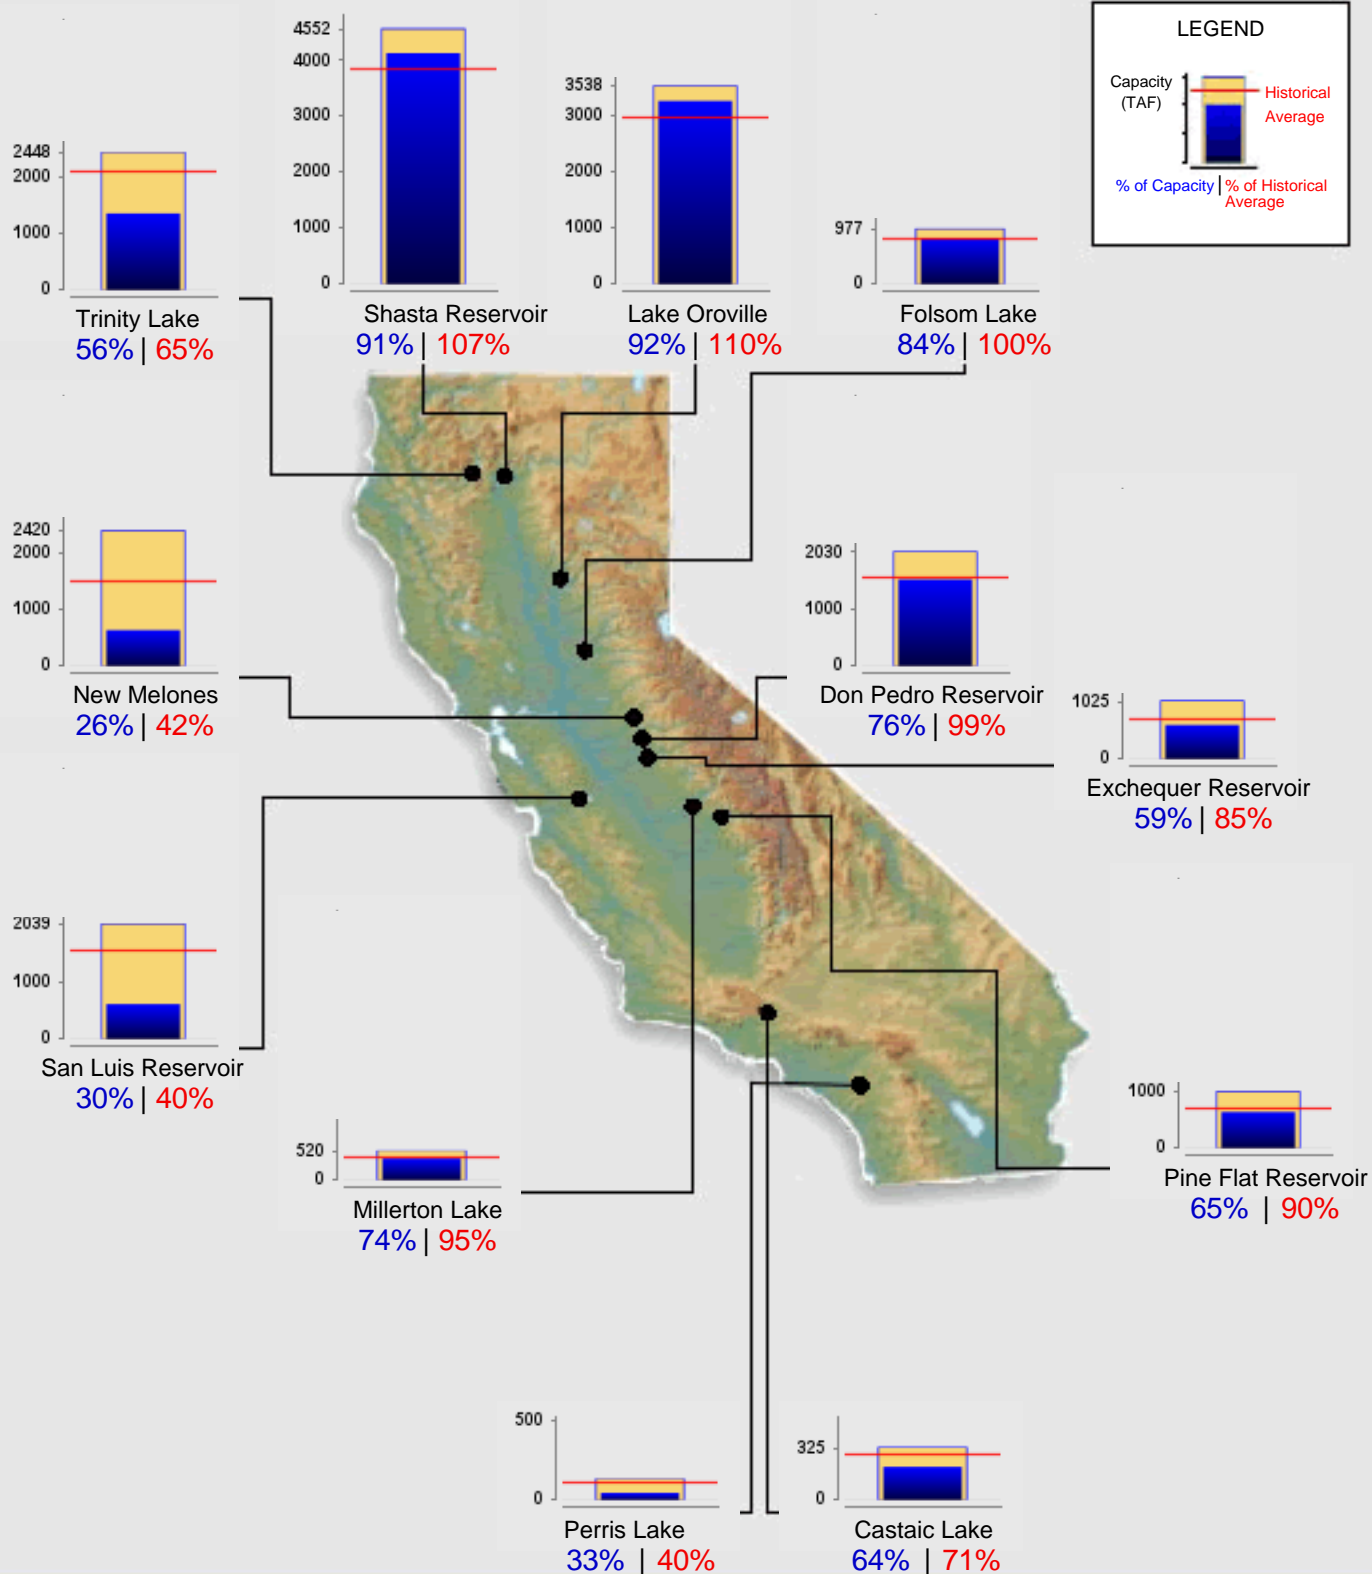 LEGEND
Capacity
(TAF)
Historical
Average
% of Capacity | % of Historical
Average
2448
2000
1000
0
Trinity Lake
56% | 65%
4552
4000
3000
2000
1000
0
Shasta Reservoir
91% | 107%
3538
3000
2000
1000
0
Lake Oroville
92% | 110%
977
0
Folsom Lake
84% | 100%
2420
2000
1000
0
New Melones
26% | 42%
2030
1000
0
Don Pedro Reservoir
76% | 99%
1025
0
Exchequer Reservoir
59% | 85%
2039
1000
0
San Luis Reservoir
30% | 40%
520
0
Millerton Lake
74% | 95%
1000
0
Pine Flat Reservoir
65% | 90%
500
0
Perris Lake
33% | 40%
325
0
Castaic Lake
64% | 71%